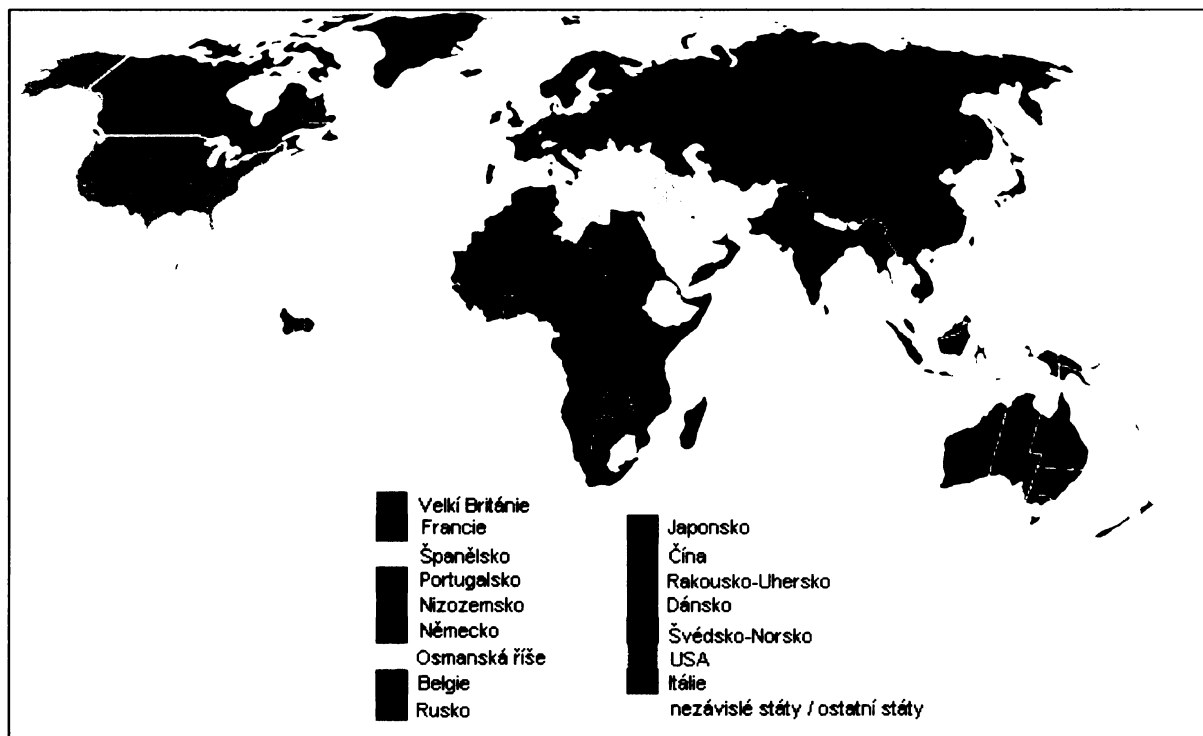 Velkí Británie
Francie
Španělsko
Portugalsko
Nizozemsko
Německo
Osmanská říše
Belgie
Rusko
Japonsko
Čína
Rakousko-Uhersko
Dánsko
Švédsko-Norsko
USA
Itálie
nezávislé státy / ostatní státy